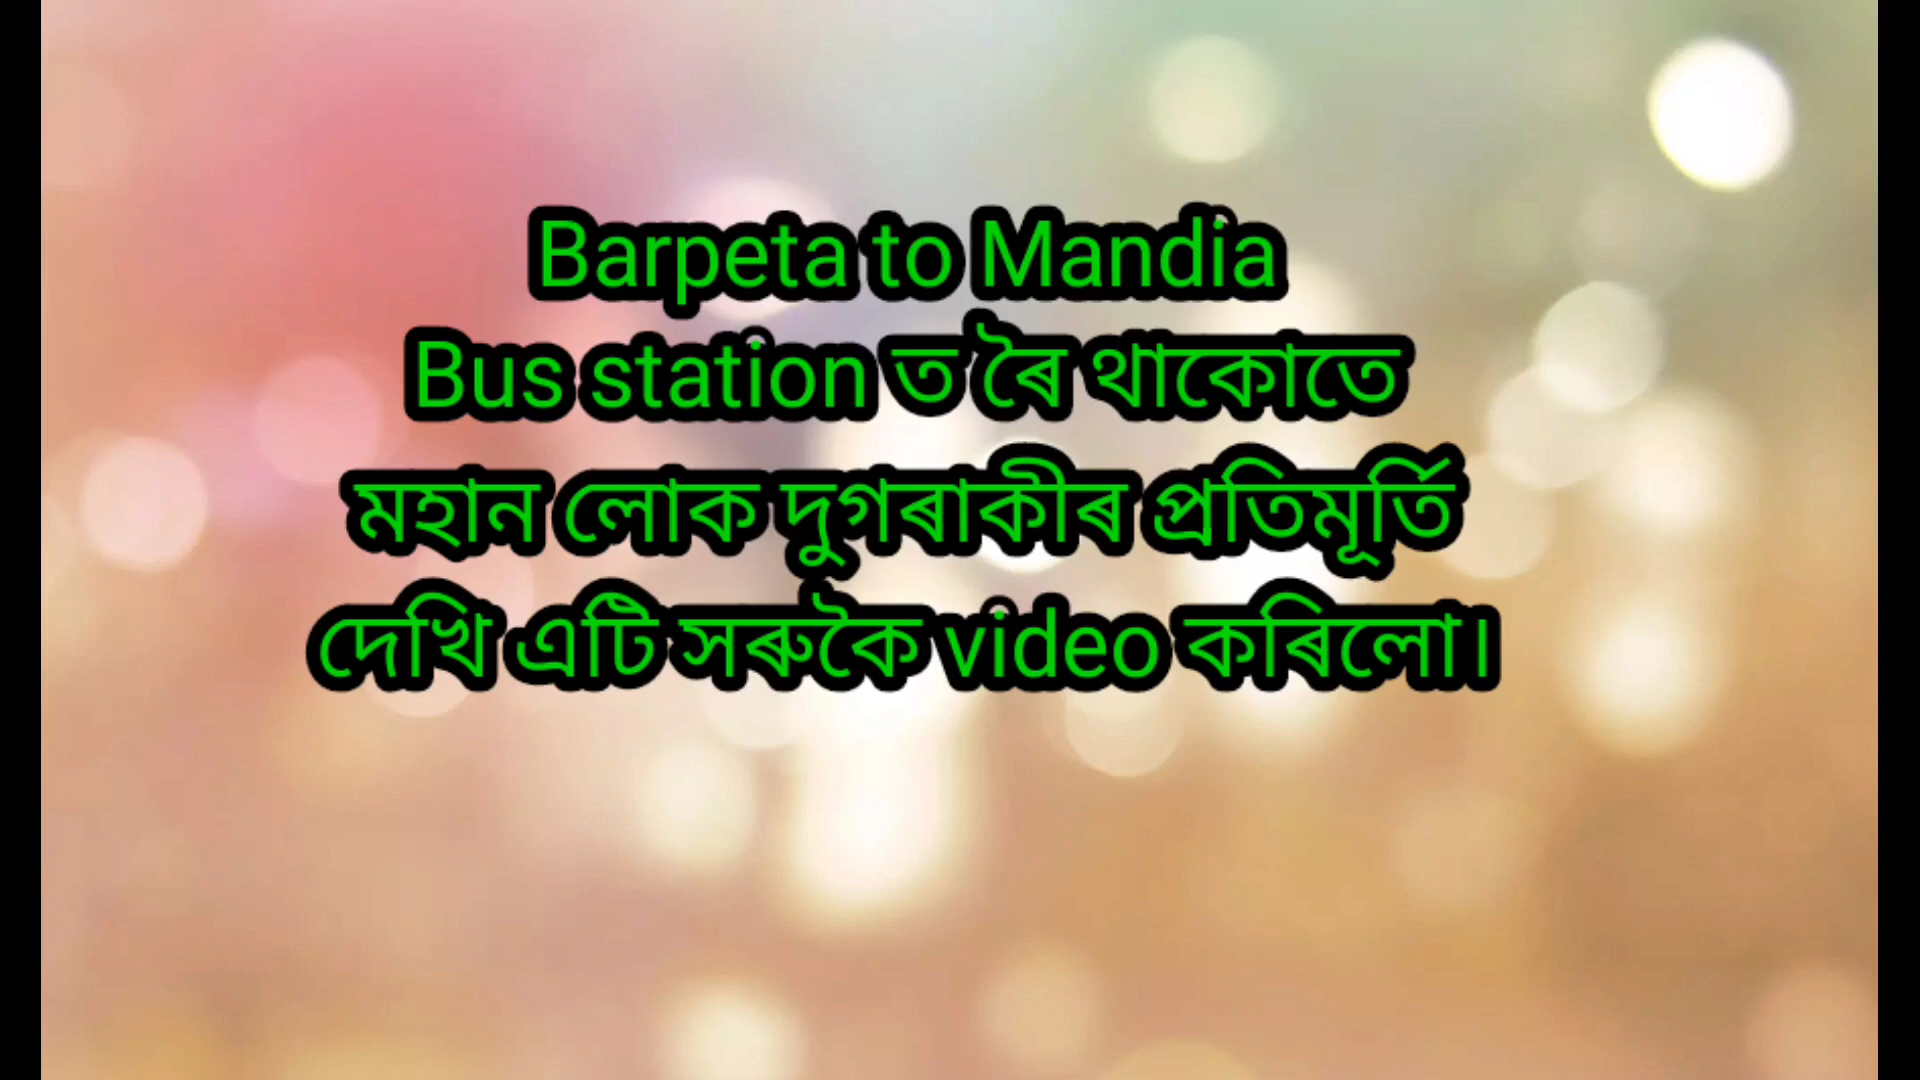 Barpeta to Mandia
Bus station ত ৰৈ থাকোতে
মহান লোক দুগৰাকীৰ প্ৰতিমূৰ্তি
দেখি এটি সৰুকৈ video কৰিলো।